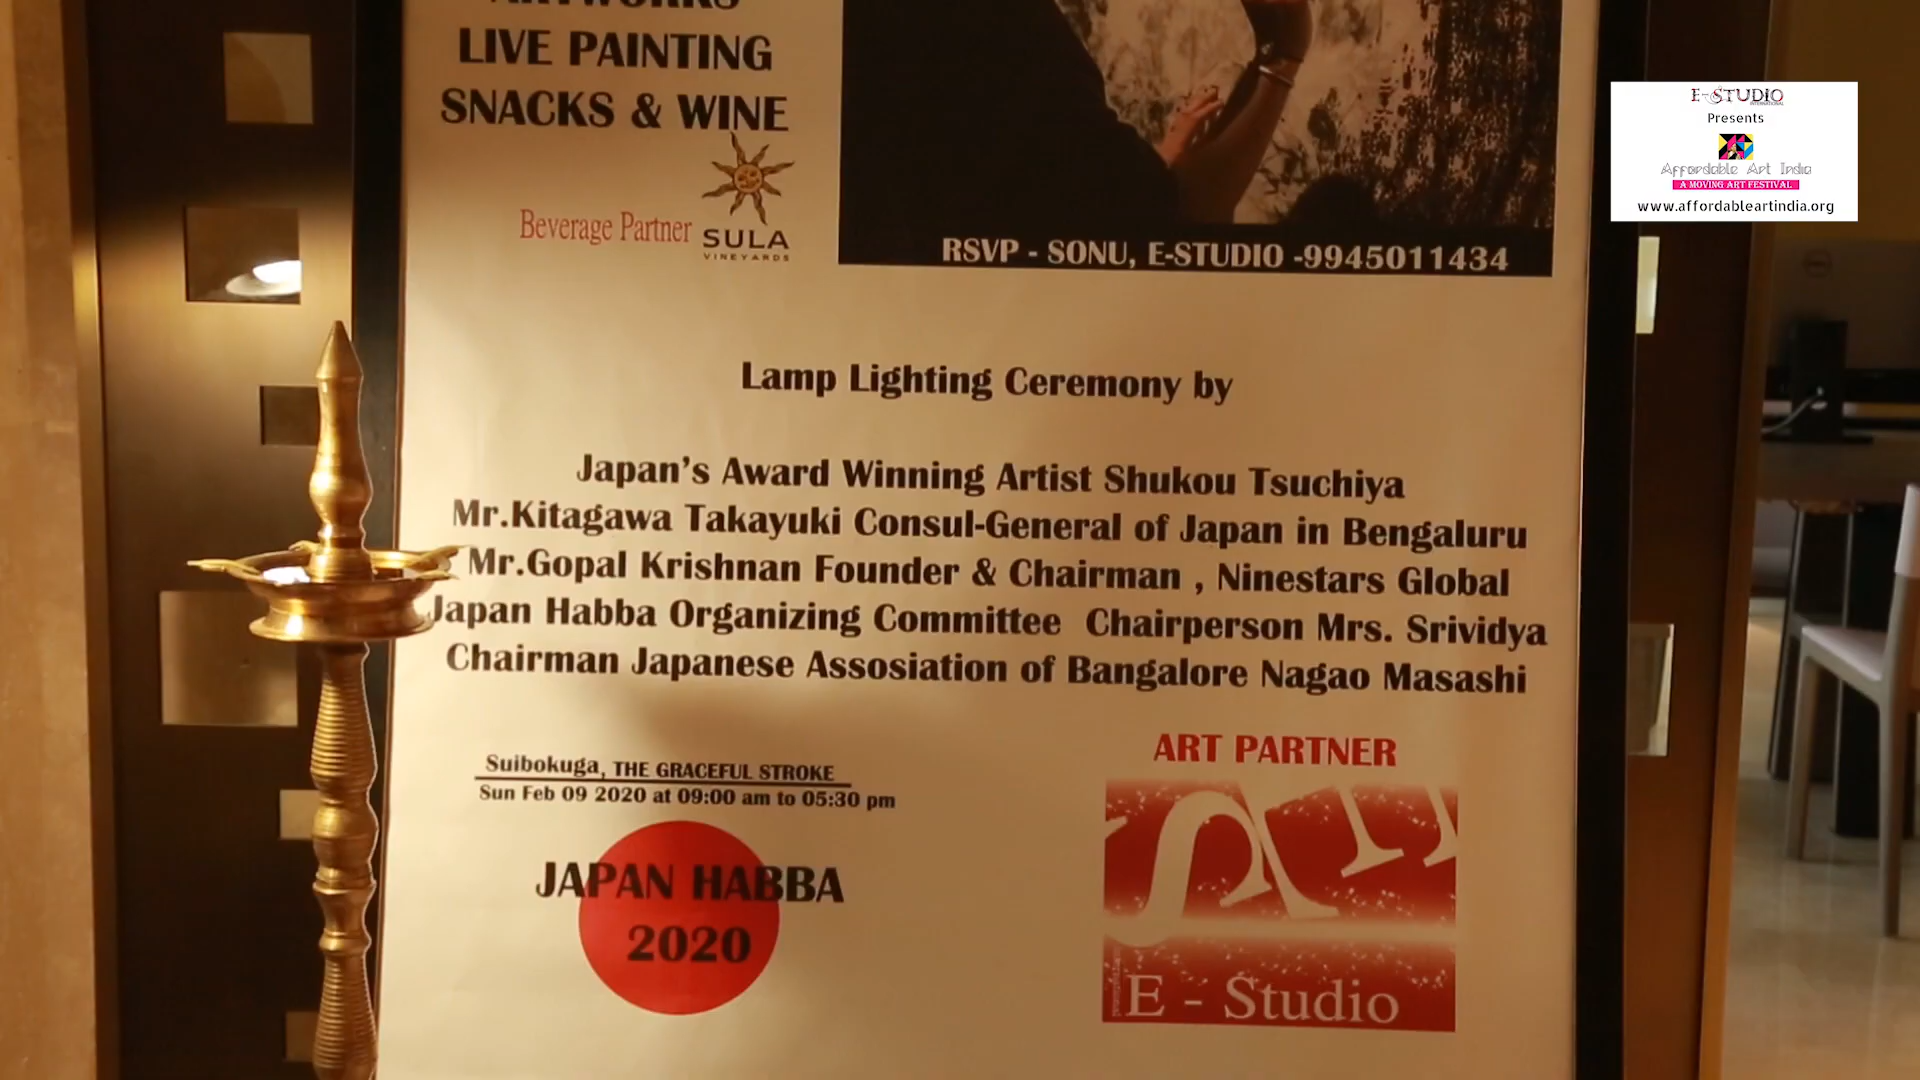 ARTWORKS
LIVE PAINTING
SNACKS & WINE
Beverage Partner
SULA
VINEYARDS
RSVP - SONU, E-STUDIO -9945011434
Lamp Lighting Ceremony by
Japan's Award Winning Artist Shukou Tsuchiya
Mr.Kitagawa Takayuki Consul-General of Japan in Bengaluru
Mr.Gopal Krishnan Founder & Chairman , Ninestars Global
Japan Habba Organizing Committee Chairperson Mrs. Srividya
Chairman Japanese Assosiation of Bangalore Nagao Masashi
Suibokuga, THE GRACEFUL STROKE
Sun Feb 09 2020 at 09:00 am to 05:30 pm
JAPAN HABBA
2020
ART PARTNER
E - Studio
E-STUDIO
INTERNATIONAL
Presents
Affordable Art India
A MOVING ART FESTIVAL
www.affordableartindia.org